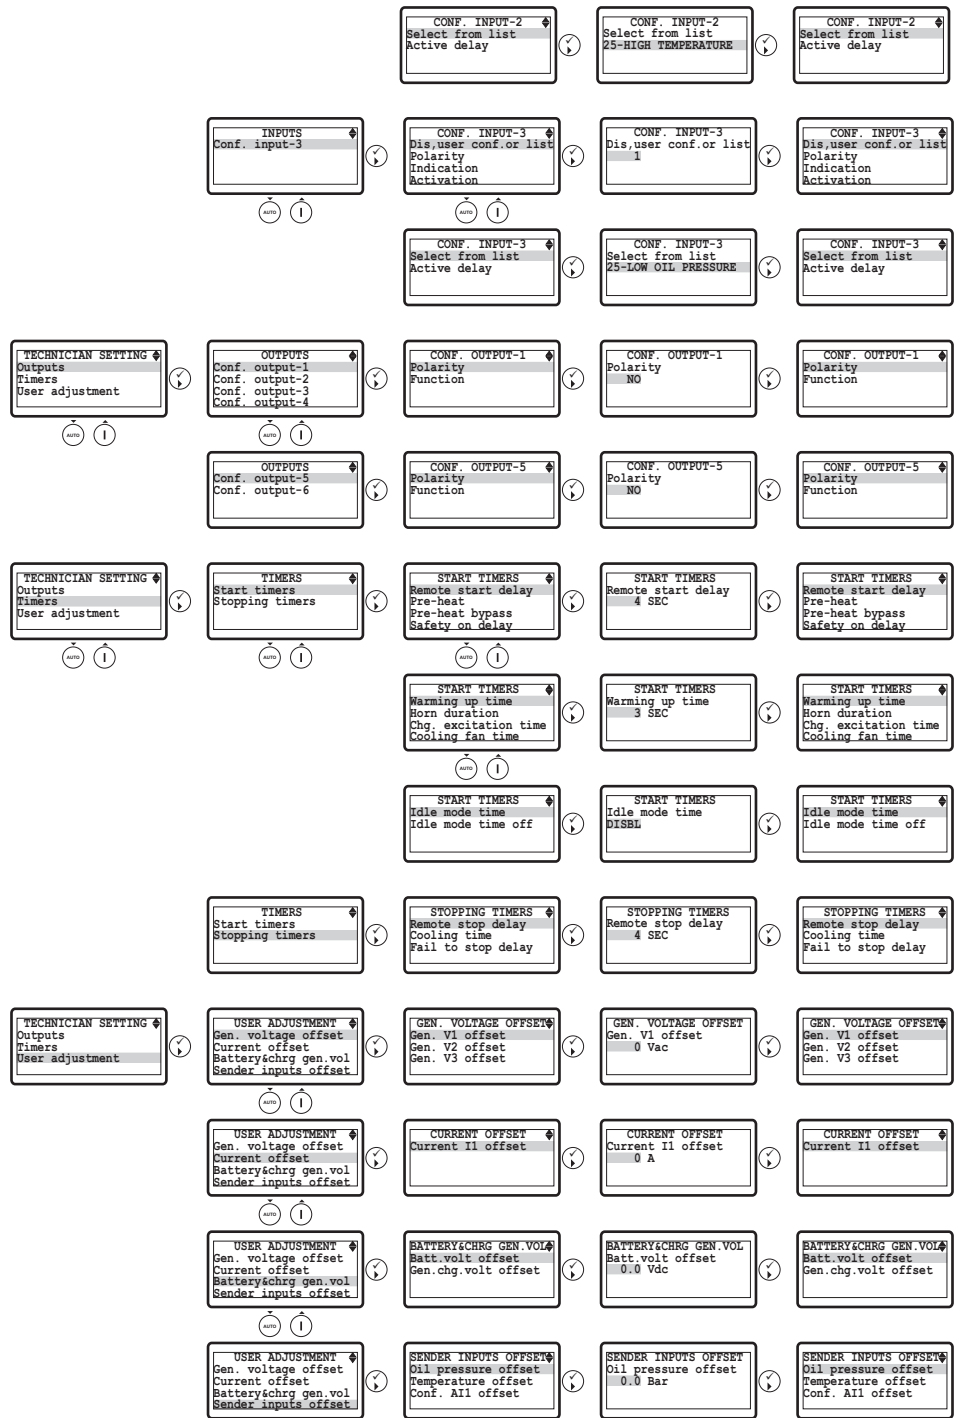 CONF. INPUT-2
Select from list
Active delay
CONF. INPUT-2
Select from list
25-HIGH TEMPERATURE
CONF. INPUT-2
Select from list
Active delay
INPUTS
Conf. input-3
CONF. INPUT-3
Dis,user conf.or list
Polarity
Indication
Activation
CONF. INPUT-3
Dis,user conf.or list
1
CONF. INPUT-3
Dis,user conf.or list
Polarity
Indication
Activation
AUTO I
AUTO I
CONF. INPUT-3
Select from list
Active delay
CONF. INPUT-3
Select from list
25-LOW OIL PRESSURE
CONF. INPUT-3
Select from list
Active delay
TECHNICIAN SETTING
Outputs
Timers
User adjustment
OUTPUTS
Conf. output-1
Conf. output-2
Conf. output-3
Conf. output-4
CONF. OUTPUT-1
Polarity
Function
CONF. OUTPUT-1
Polarity
NO
CONF. OUTPUT-1
Polarity
Function
AUTO I
AUTO I
OUTPUTS
Conf. output-5
Conf. output-6
CONF. OUTPUT-5
Polarity
Function
CONF. OUTPUT-5
Polarity
NO
CONF. OUTPUT-5
Polarity
Function
TECHNICIAN SETTING
Outputs
Timers
User adjustment
TIMERS
Start timers
Stopping timers
START TIMERS
Remote start delay
Pre-heat
Pre-heat bypass
Safety on delay
START TIMERS
Remote start delay
4 SEC
START TIMERS
Remote start delay
Pre-heat
Pre-heat bypass
Safety on delay
AUTO I
AUTO I
AUTO I
START TIMERS
Warming up time
Horn duration
Chg. excitation time
Cooling fan time
START TIMERS
Warming up time
3 SEC
START TIMERS
Warming up time
Horn duration
Chg. excitation time
Cooling fan time
AUTO I
START TIMERS
Idle mode time
Idle mode time off
START TIMERS
Idle mode time
DISBL
START TIMERS
Idle mode time
Idle mode time off
TIMERS
Start timers
Stopping timers
STOPPING TIMERS
Remote stop delay
Cooling time
Fail to stop delay
STOPPING TIMERS
Remote stop delay
4 SEC
STOPPING TIMERS
Remote stop delay
Cooling time
Fail to stop delay
TECHNICIAN SETTING
Outputs
Timers
User adjustment
USER ADJUSTMENT
Gen. voltage offset
Current offset
Battery&chrg gen.vol
Sender inputs offset
GEN. VOLTAGE OFFSET
Gen. V1 offset
Gen. V2 offset
Gen. V3 offset
GEN. VOLTAGE OFFSET
Gen. V1 offset
0 Vac
GEN. VOLTAGE OFFSET
Gen. V1 offset
Gen. V2 offset
Gen. V3 offset
AUTO I
USER ADJUSTMENT
Gen. voltage offset
Current offset
Battery&chrg gen.vol
Sender inputs offset
CURRENT OFFSET
Current I1 offset
CURRENT OFFSET
Current I1 offset
0 A
CURRENT OFFSET
Current I1 offset
AUTO I
USER ADJUSTMENT
Gen. voltage offset
Current offset
Battery&chrg gen.vol
Sender inputs offset
BATTERY&CHRG GEN.VOL
Batt.volt offset
Gen.chg.volt offset
BATTERY&CHRG GEN.VOL
Batt.volt offset
0.0 Vdc
BATTERY&CHRG GEN.VOL
Batt.volt offset
Gen.chg.volt offset
AUTO I
USER ADJUSTMENT
Gen. voltage offset
Current offset
Battery&chrg gen.vol
Sender inputs offset
SENDER INPUTS OFFSET
Oil pressure offset
Temperature offset
Conf. AI1 offset
SENDER INPUTS OFFSET
Oil pressure offset
0.0 Bar
SENDER INPUTS OFFSET
Oil pressure offset
Temperature offset
Conf. AI1 offset